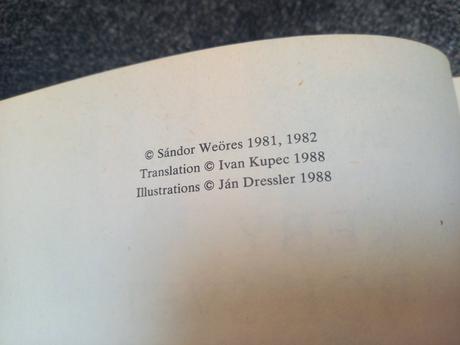 © Sándor Weöres 1981, 1982
Translation © Ivan Kupec 1988
Illustrations © Ján Dressler 1988